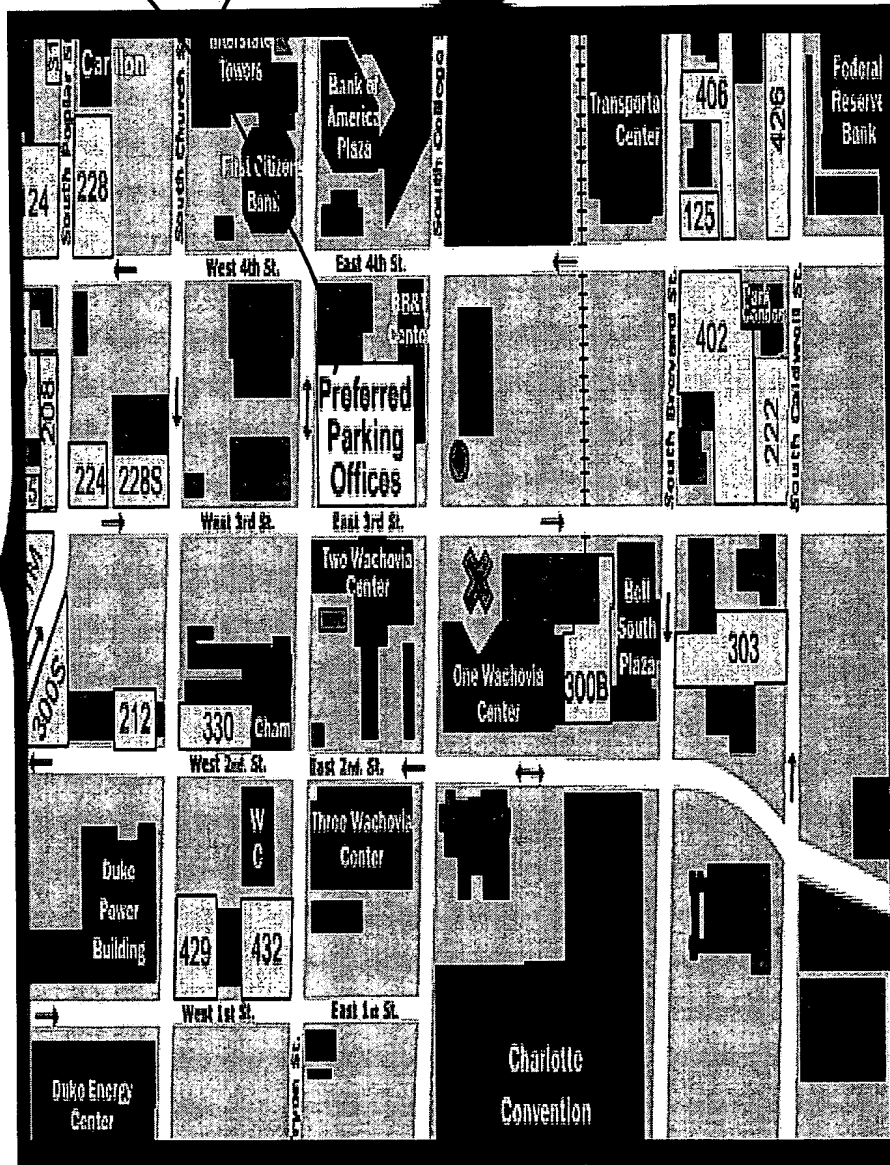 Carillon
Interstate
Towers
Bank of
America
Plaza
Transporta
Center
406
426
Federal
Reserve
Bank
124
228
First Citizens
Bank
125
South Poplar St
South Church S
South College
West 4th St.
East 4th St.
BB&T
Center
402
South Brevard St.
South Caldwell St.
208
224
228S
Preferred
Parking
Offices
222
West 3rd St.
East 3rd St.
Two Wachovia
Center
Bell
South
Plaza
One Wachovia
Center
300B
303
300S
212
330
Cham
West 2nd. St.
East 2nd. St.
W
C
Three Wachovia
Center
Duke
Power
Building
429
432
West 1st St.
East 1st St.
Duke Energy
Center
Charlotte
Convention